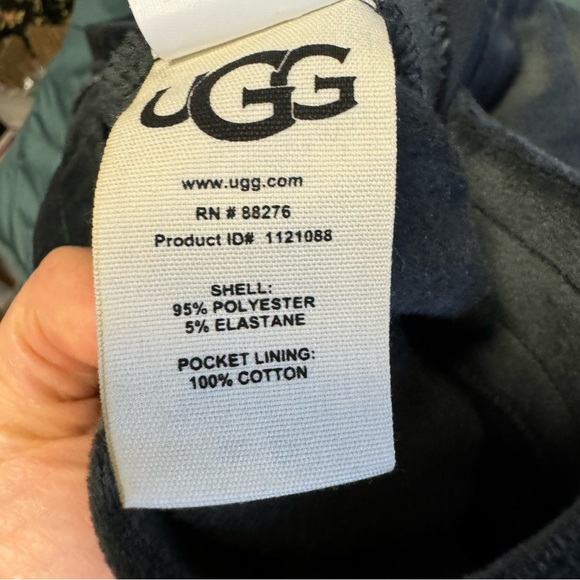 UGG
www.ugg.com
RN # 88276
Product ID# 1121088
SHELL:
95% POLYESTER
5% ELASTANE
POCKET LINING:
100% COTTON